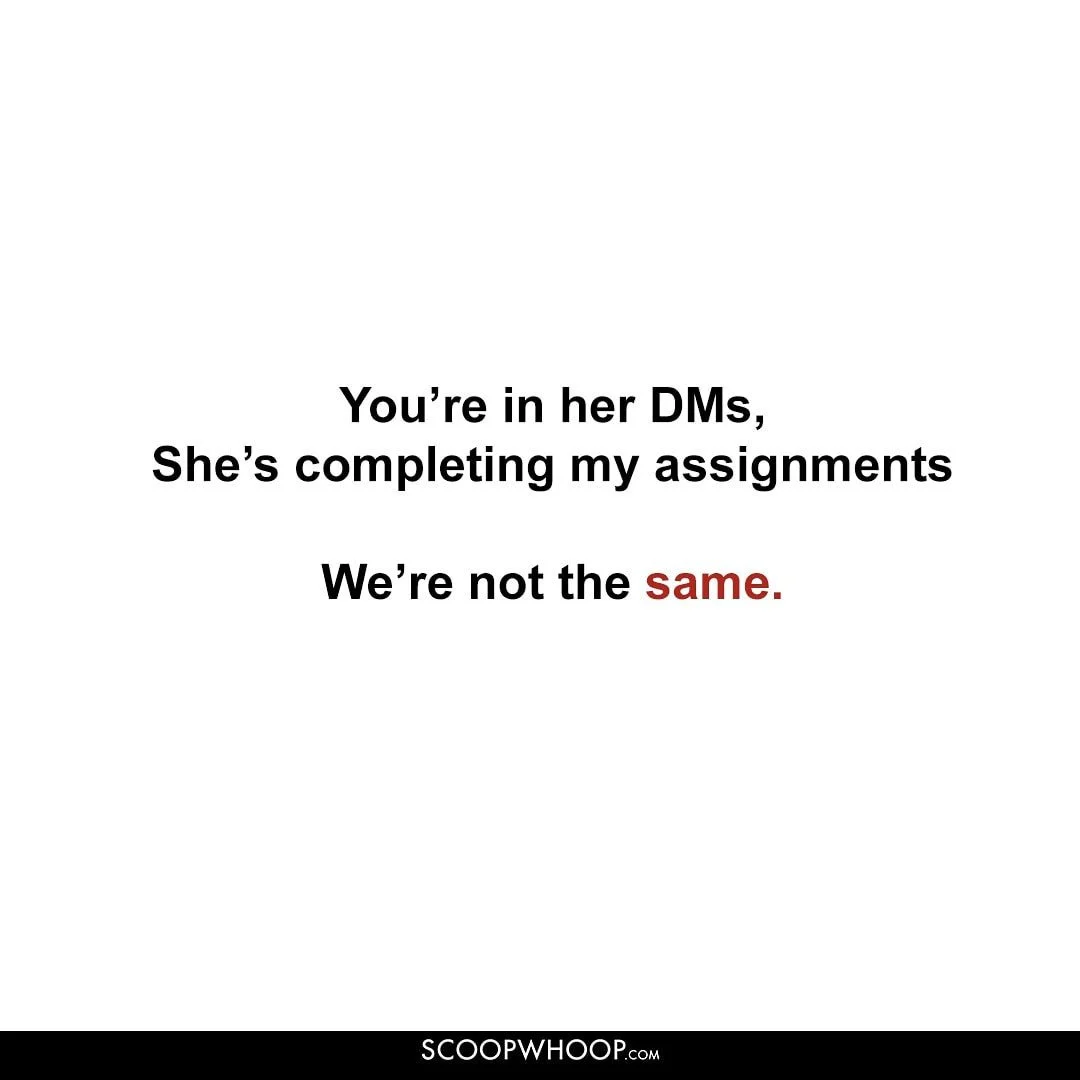 You’re in her DMs,
She’s completing my assignments
We’re not the same.
SCOOPWHOOP.COM